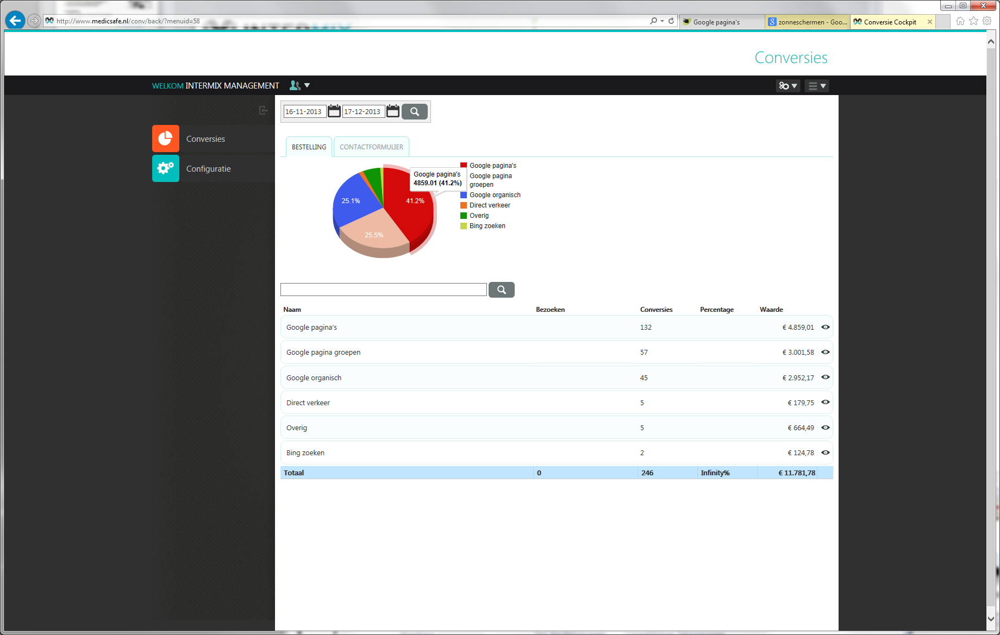 http://www.medicsafe.nl/conv/back/?menuid=58
Google pagina's
zonneschermen - Goo...
Conversie Cockpit
Conversies
WELKOM INTERMIX MANAGEMENT
16-11-2013
17-12-2013
Conversies
Configuratie
BESTELLING
CONTACTFORMULIER
Google pagina's
4859.01 (41.2%)
41.2%
25.1%
25.5%
Google pagina's
Google pagina
groepen
Google organisch
Direct verkeer
Overig
Bing zoeken
Naam Bezoeken Conversies Percentage Waarde
Google pagina's 132 € 4.859,01
Google pagina groepen 57 € 3.001,58
Google organisch 45 € 2.952,17
Direct verkeer 5 € 179,75
Overig 5 € 664,49
Bing zoeken 2 € 124,78
Totaal 0 246 Infinity% € 11.781,78